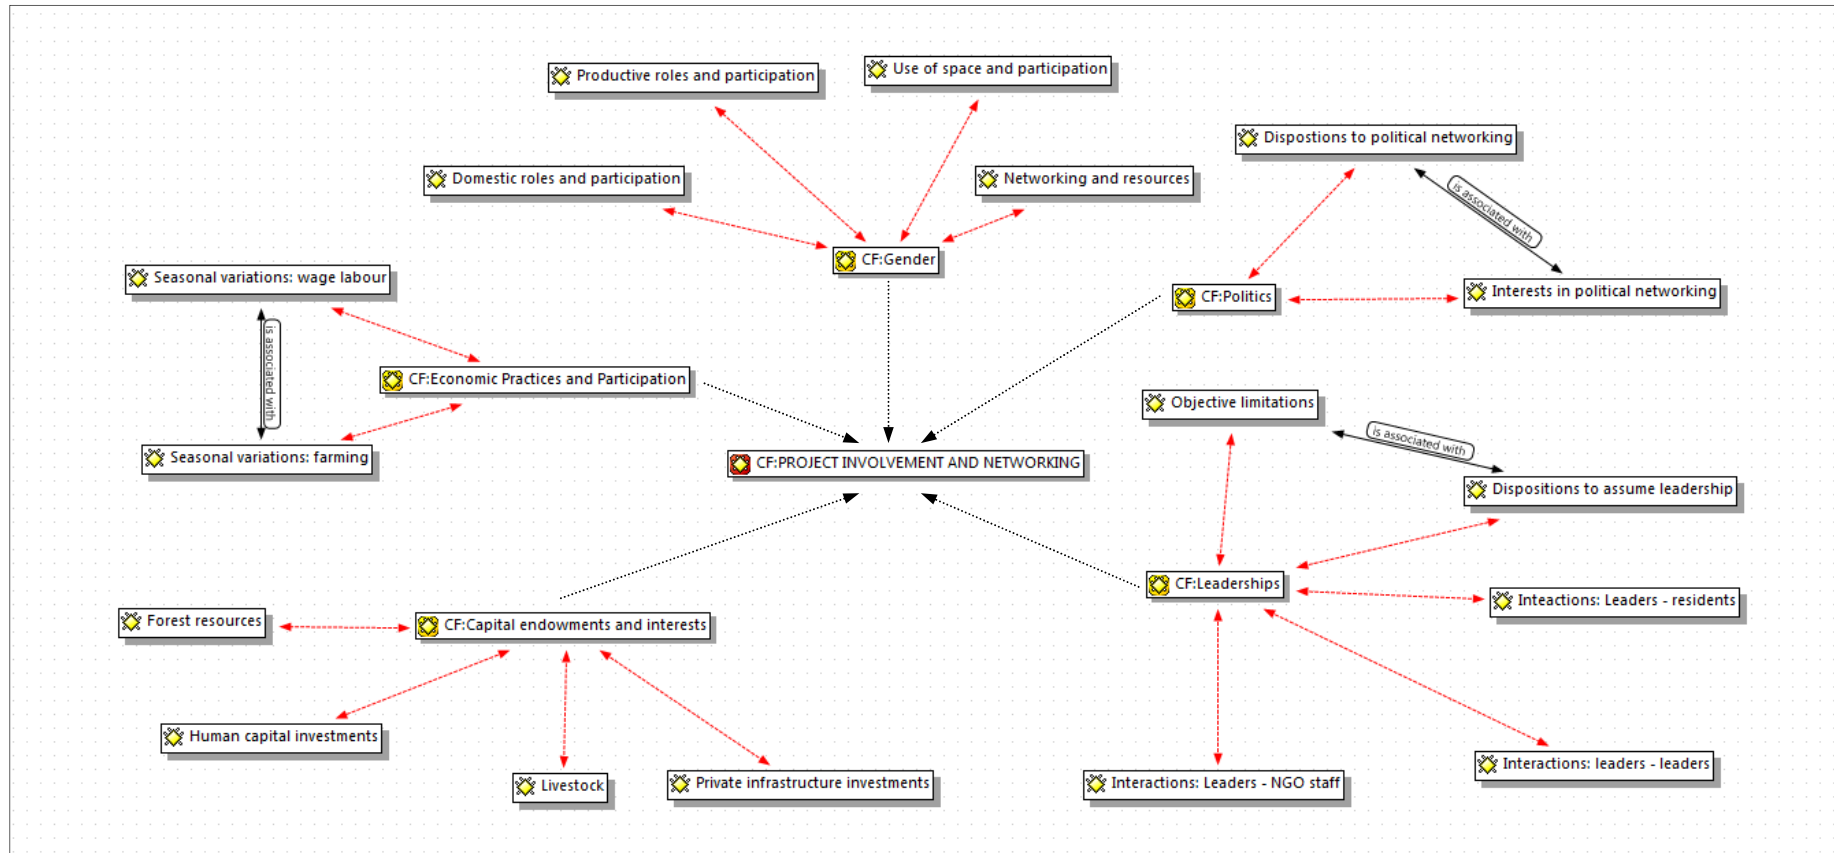 Productive roles and participation
Use of space and participation
Dispostions to political networking
Domestic roles and participation
Networking and resources
is associated with
CF:Gender
Seasonal variations: wage labour
CF:Politics
Interests in political networking
is associated with
CF:Economic Practices and Participation
Objective limitations
is associated with
Seasonal variations: farming
CF:PROJECT INVOLVEMENT AND NETWORKING
Dispositions to assume leadership
CF:Leaderships
Inteactions: Leaders - residents
Forest resources
CF:Capital endowments and interests
Human capital investments
Interactions: leaders - leaders
Livestock
Private infrastructure investments
Interactions: Leaders - NGO staff